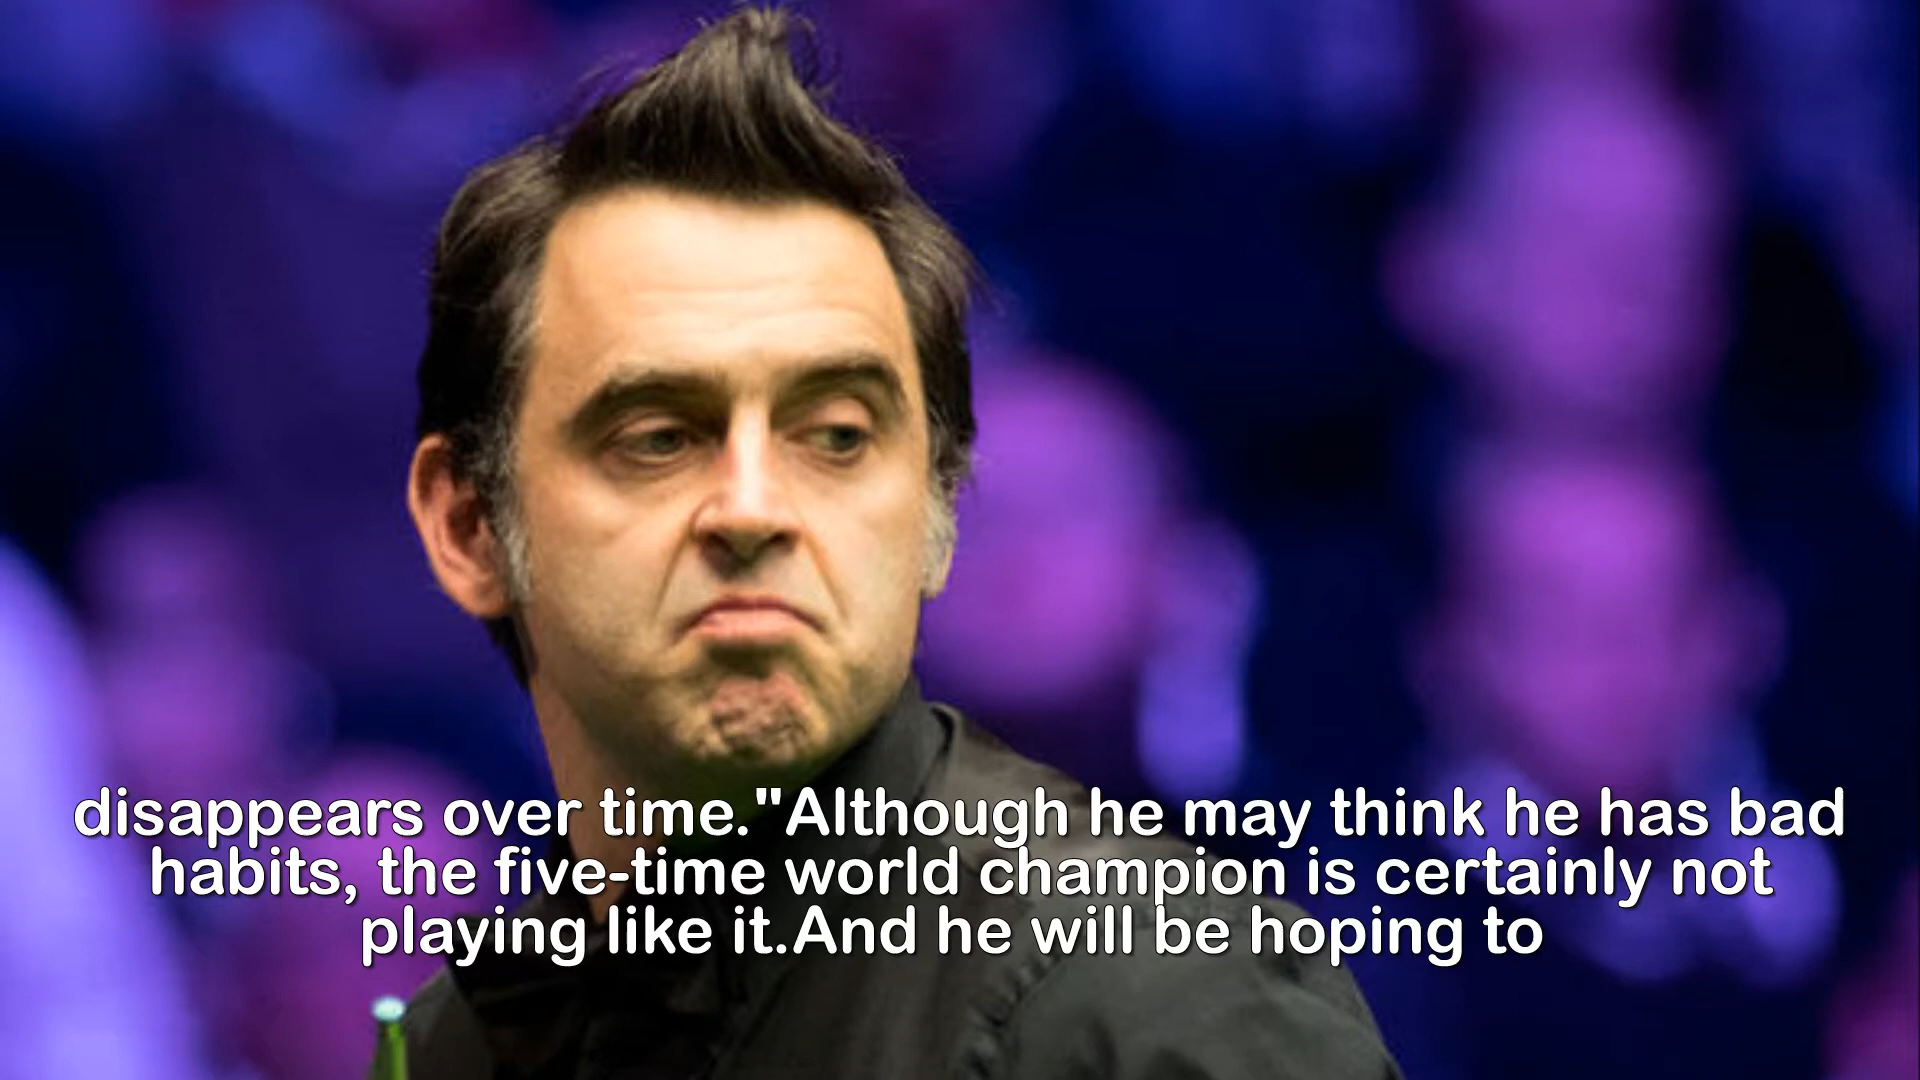 disappears over time."Although he may think he has bad
habits, the five-time world champion is certainly not
playing like it.And he will be hoping to